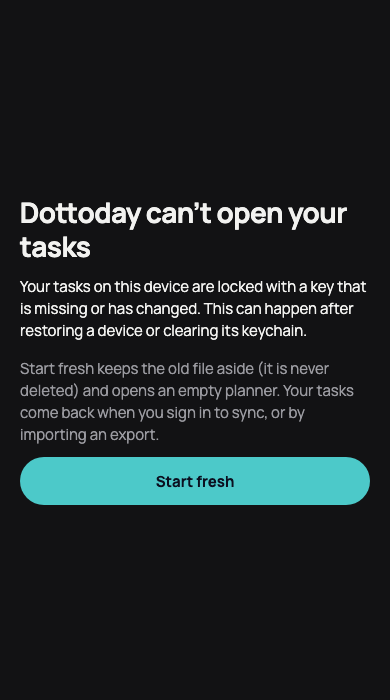 Dottoday can’t open your
tasks
Your tasks on this device are locked with a key that
is missing or has changed. This can happen after
restoring a device or clearing its keychain.
Start fresh keeps the old file aside (it is never
deleted) and opens an empty planner. Your tasks
come back when you sign in to sync, or by
importing an export.
Start fresh